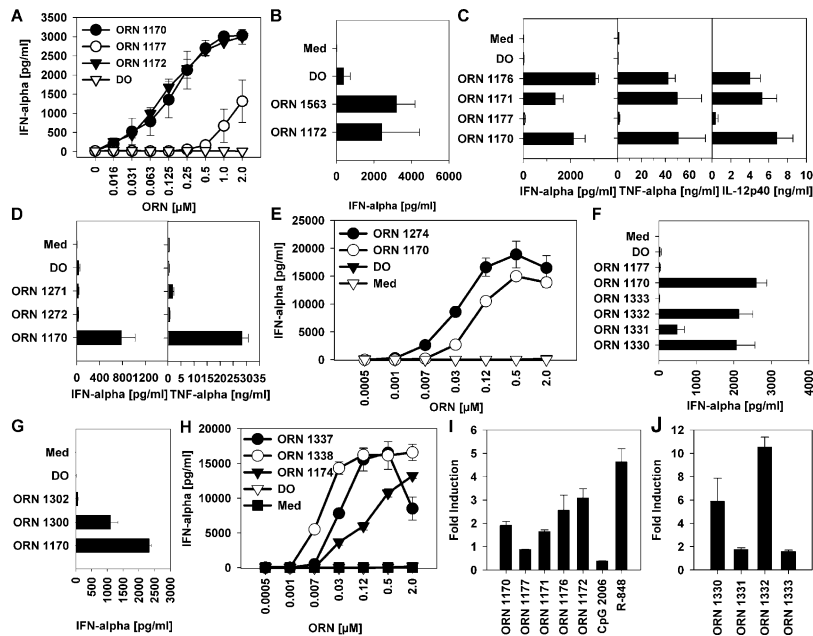 A
ORN 1170
ORN 1177
ORN 1172
DO
IFN-alpha [pg/ml]
3500
3000
2500
2000
1500
1000
500
0
0 0.016 0.031 0.063 0.125 0.25 0.5 1.0 2.0
ORN [µM]
B
Med
DO
ORN 1563
ORN 1172
0 2000 4000 6000
IFN-alpha [pg/ml]
C
Med
DO
ORN 1176
ORN 1171
ORN 1177
ORN 1170
0 2000
0 20 40 60
0 2 4 6 8 10
IFN-alpha [pg/ml] TNF-alpha [ng/ml] IL-12p40 [ng/ml]
D
Med
DO
ORN 1271
ORN 1272
ORN 1170
0 400 800 1200
0 5 10 15 20 25 30 35
IFN-alpha [pg/ml] TNF-alpha [ng/ml]
E
ORN 1274
ORN 1170
DO
Med
IFN-alpha [pg/ml]
25000
20000
15000
10000
5000
0
0.0005 0.001 0.007 0.03 0.12 0.5 2.0
ORN [µM]
F
Med
DO
ORN 1177
ORN 1170
ORN 1333
ORN 1332
ORN 1331
ORN 1330
0 1000 2000 3000 4000
IFN-alpha [pg/ml]
G
Med
DO
ORN 1302
ORN 1300
ORN 1170
0 500 1000 1500 2000 2500 3000
IFN-alpha [pg/ml]
H
ORN 1337
ORN 1338
ORN 1174
DO
Med
IFN-alpha [pg/ml]
20000
15000
10000
5000
0
0.0005 0.001 0.007 0.03 0.12 0.5 2.0
ORN [µM]
I
Fold Induction
6
5
4
3
2
1
0
ORN 1170
ORN 1177
ORN 1171
ORN 1176
ORN 1172
CpG 2006
R-848
J
Fold Induction
12
10
8
6
4
2
0
ORN 1330
ORN 1331
ORN 1332
ORN 1333